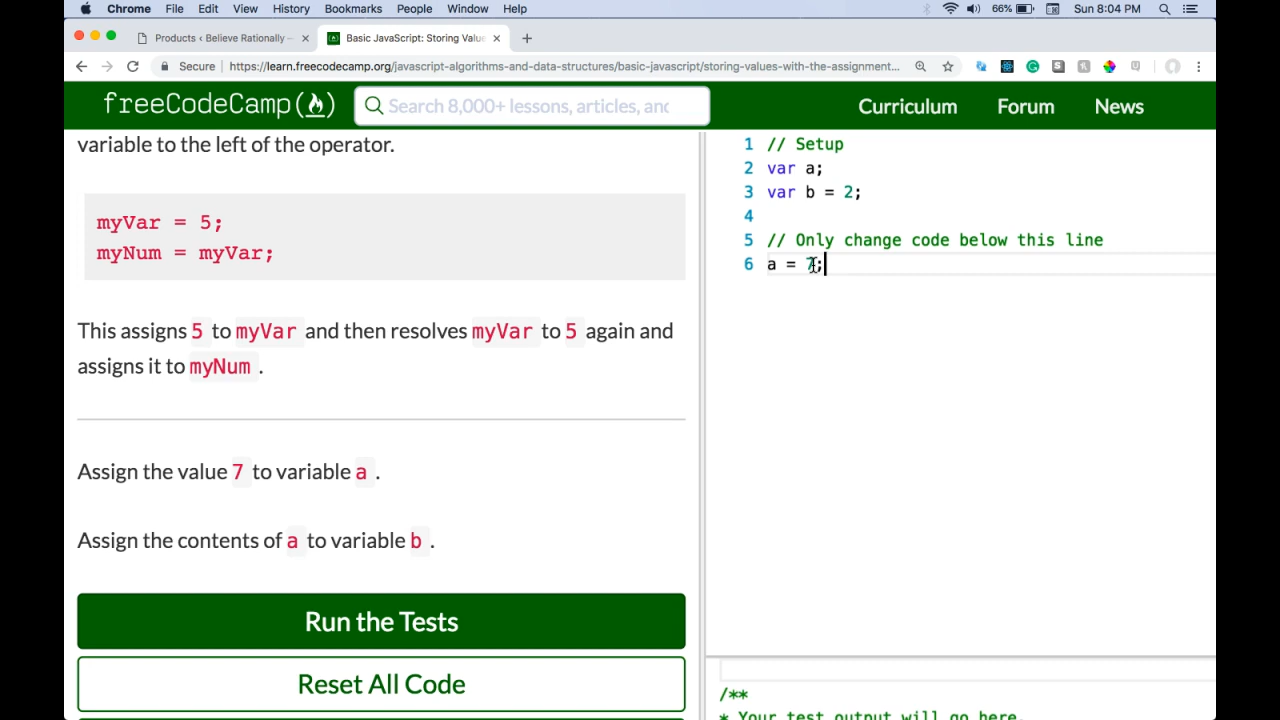 Chrome File Edit View History Bookmarks People Window Help 66% Sun 8:04 PM
Products ‹ Believe Rationally — Basic JavaScript: Storing Value
Secure https://learn.freecodecamp.org/javascript-algorithms-and-data-structures/basic-javascript/storing-values-with-the-assignment...
freeCodeCamp Search 8,000+ lessons, articles, and Curriculum Forum News
variable to the left of the operator.
myVar = 5;
myNum = myVar;
This assigns 5 to myVar and then resolves myVar to 5 again and
assigns it to myNum .
Assign the value 7 to variable a .
Assign the contents of a to variable b .
Run the Tests
Reset All Code
1 // Setup
2 var a;
3 var b = 2;
4
5 // Only change code below this line
6 a = 7;
/**
* Your test output will go here.